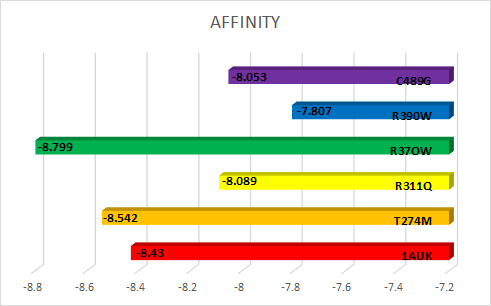 AFFINITY
-8.053 C489G
-7.807 R390W
-8.799 R37OW
-8.089 R311Q
-8.542 T274M
-8.43 1AUK
-8.8 -8.6 -8.4 -8.2 -8 -7.8 -7.6 -7.4 -7.2